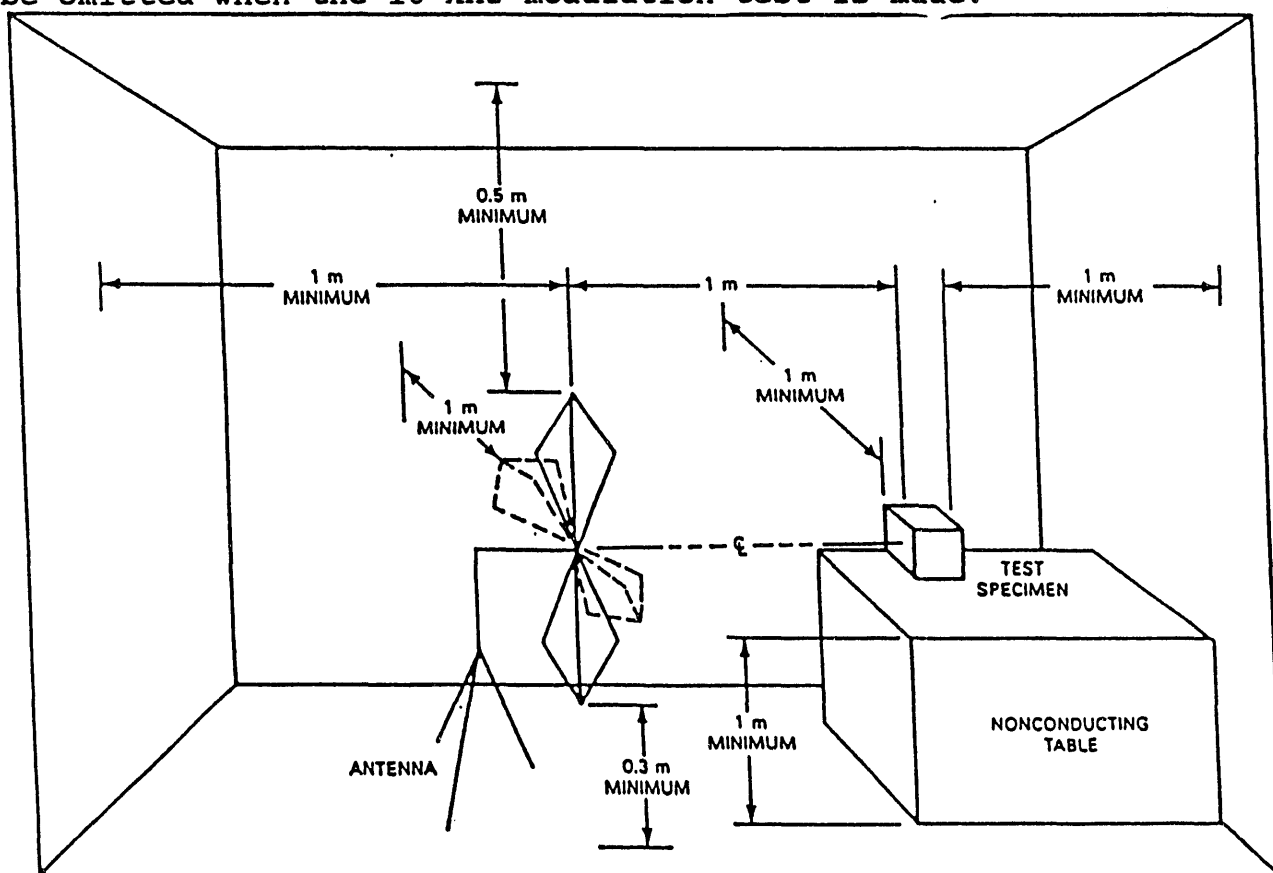 be omitted when the 10 kHz modulation test is made.
0.5 m
MINIMUM
1 m
MINIMUM
1 m
1 m
MINIMUM
1 m
MINIMUM
1 m
MINIMUM
℄
TEST
SPECIMEN
1 m
MINIMUM
NONCONDUCTING
TABLE
ANTENNA
0.3 m
MINIMUM